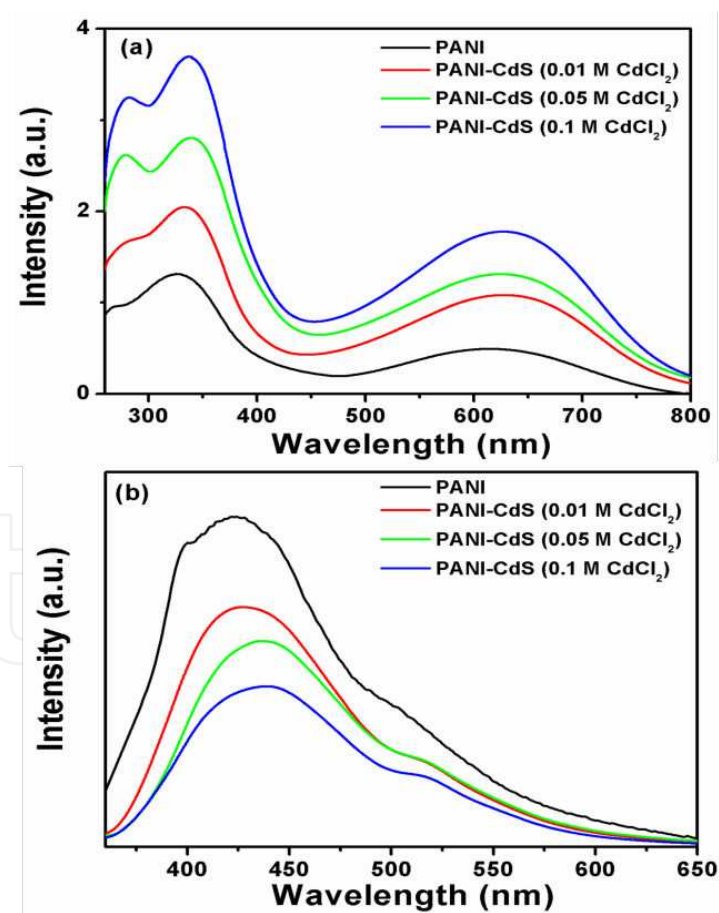 (a)
PANI
PANI-CdS (0.01 M CdCl₂)
PANI-CdS (0.05 M CdCl₂)
PANI-CdS (0.1 M CdCl₂)
Intensity (a.u.)
4
2
0
300 400 500 600 700 800
Wavelength (nm)
(b)
PANI
PANI-CdS (0.01 M CdCl₂)
PANI-CdS (0.05 M CdCl₂)
PANI-CdS (0.1 M CdCl₂)
Intensity (a.u.)
400 450 500 550 600 650
Wavelength (nm)